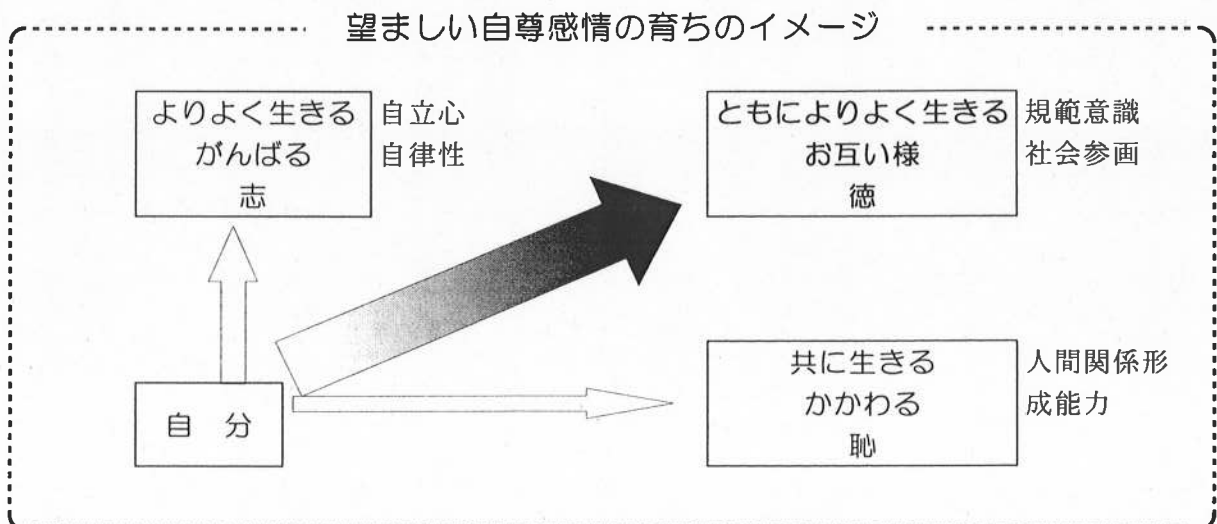 望ましい自尊感情の育ちのイメージ
よりよく生きる
がんばる
志
自立心
自律性
ともによりよく生きる
お互い様
徳
規範意識
社会参画
自 分
共に生きる
かかわる
恥
人間関係形
成能力